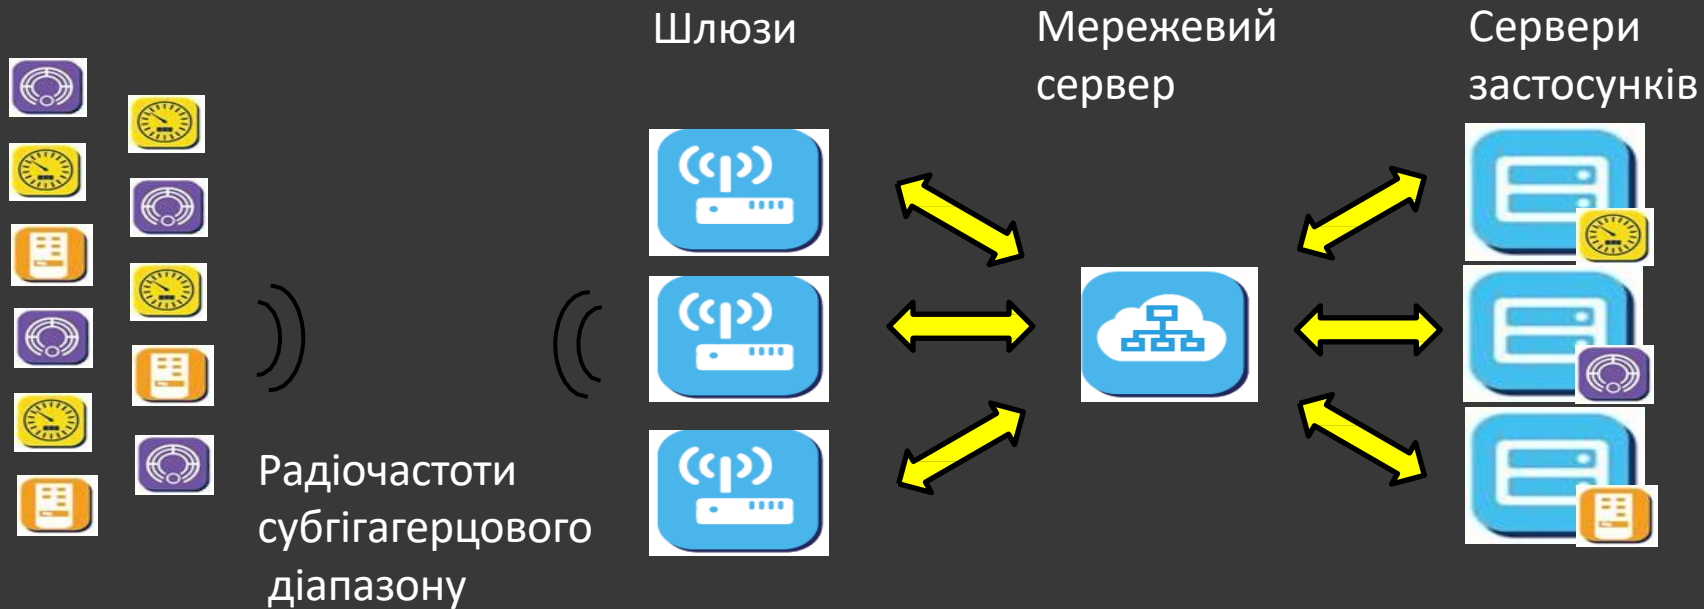 Шлюзи
Мережевий
сервер
Сервери
застосунків
Радіочастоти
субгігагерцового
діапазону